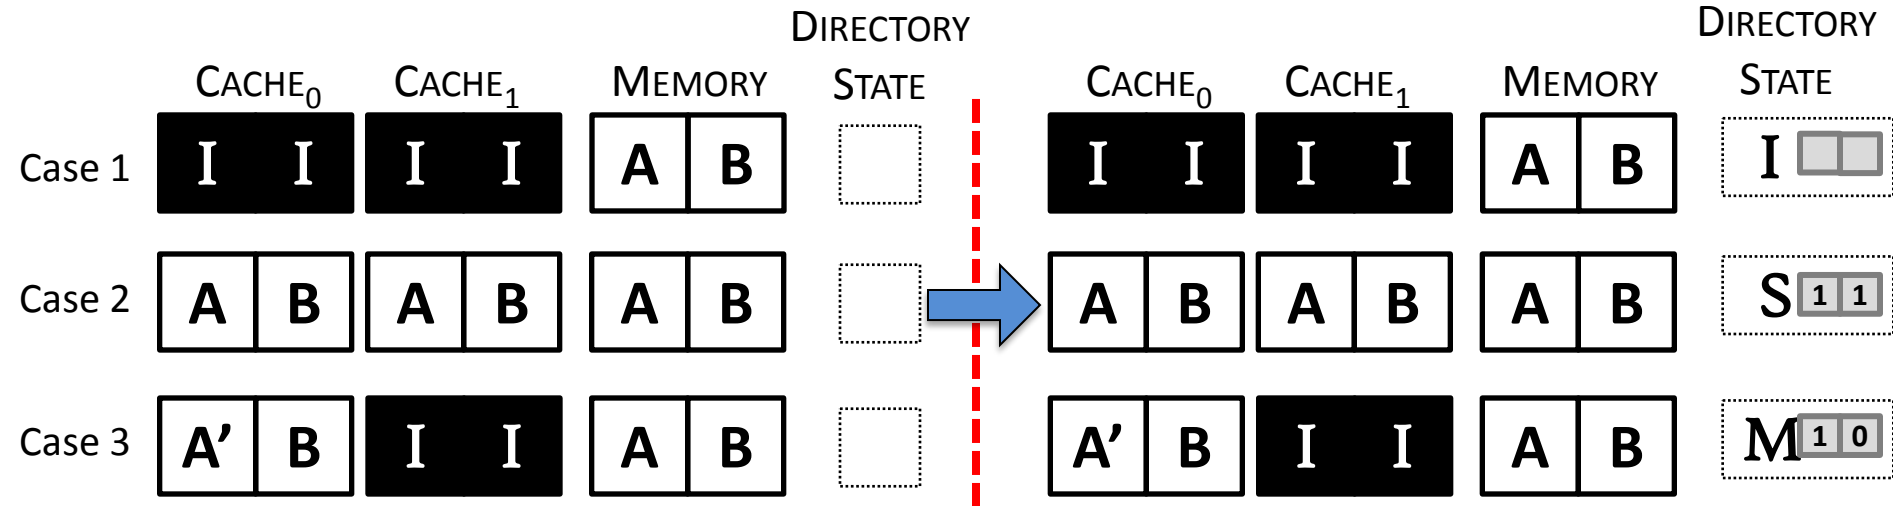 DIRECTORY DIRECTORY
CACHE0 CACHE1 MEMORY STATE CACHE0 CACHE1 MEMORY STATE
Case 1 I I I I A B I I I I A B I
Case 2 A B A B A B A B A B A B S 1 1
Case 3 A’ B I I A B A’ B I I A B M 1 0